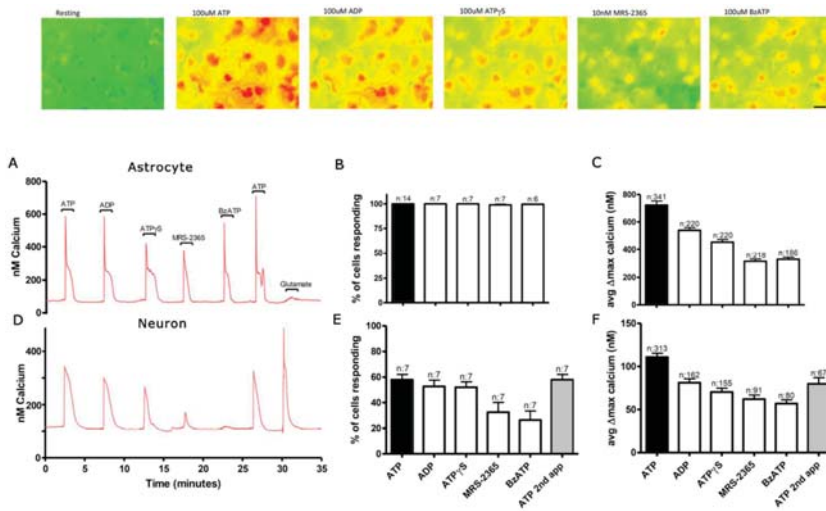 Resting 100uM ATP 100uM ADP 100uM ATPγS 10nM MRS-2365 100uM BzATP
A Astrocyte
800
600
400
200
0
nM Calcium
ATP ADP ATPγS MRS-2365 BzATP ATP Glutamate
B
100
50
0
% of cells responding
n:14 n:7 n:7 n:7 n:6
C
800
600
400
200
0
avg Δmax calcium (nM)
n:341 n:220 n:220 n:218 n:186
D Neuron
400
200
0
nM Calcium
0 5 10 15 20 25 30 35
Time (minutes)
E
100
80
60
40
20
0
% of cells responding
n:7 n:7 n:7 n:7 n:7 n:7
ATP ADP ATPγS MRS-2365 BzATP ATP 2nd app
F
150
100
50
0
avg Δmax calcium (nM)
n:313 n:162 n:155 n:91 n:80 n:67
ATP ADP ATPγS MRS-2365 BzATP ATP 2nd app